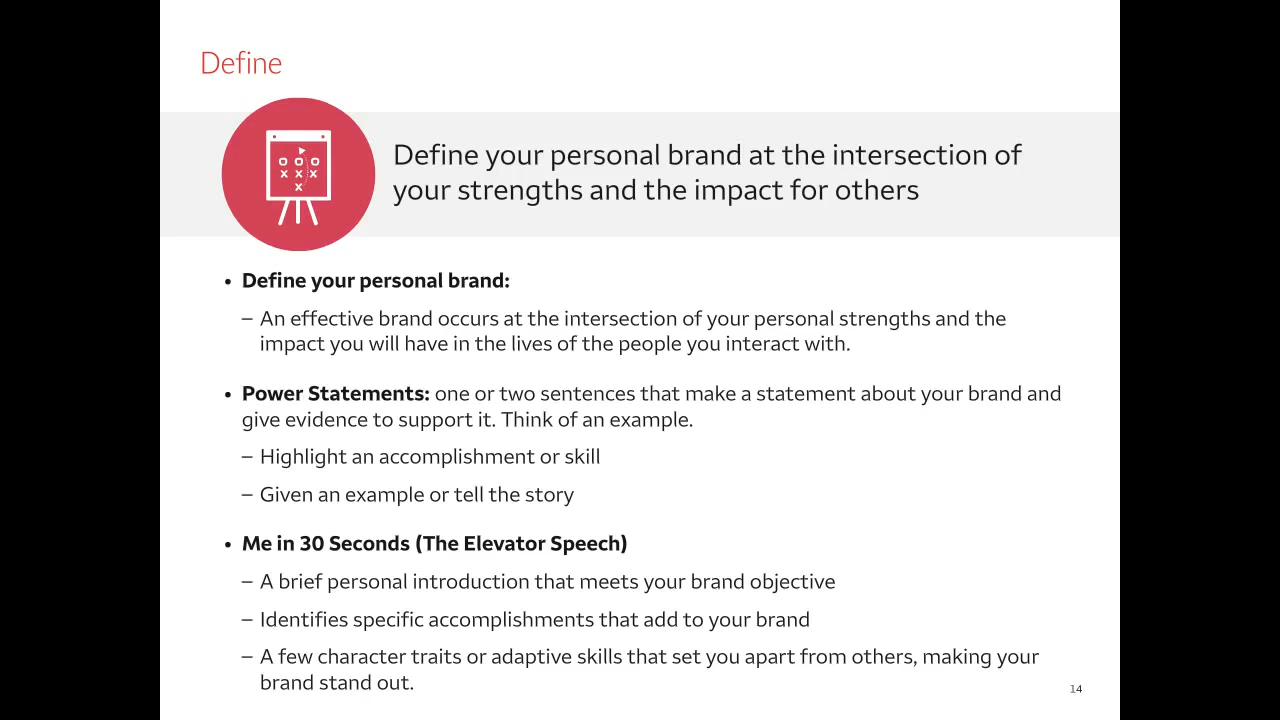 Define
Define your personal brand at the intersection of
your strengths and the impact for others
• Define your personal brand:
– An effective brand occurs at the intersection of your personal strengths and the
impact you will have in the lives of the people you interact with.
• Power Statements: one or two sentences that make a statement about your brand and
give evidence to support it. Think of an example.
– Highlight an accomplishment or skill
– Given an example or tell the story
• Me in 30 Seconds (The Elevator Speech)
– A brief personal introduction that meets your brand objective
– Identifies specific accomplishments that add to your brand
– A few character traits or adaptive skills that set you apart from others, making your
brand stand out.
14